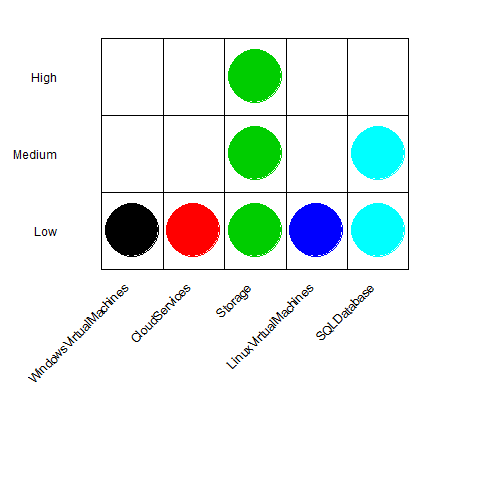 High
Medium
Low
WindowsVirtualMachines
CloudServices
Storage
LinuxVirtualMachines
SQLDatabase